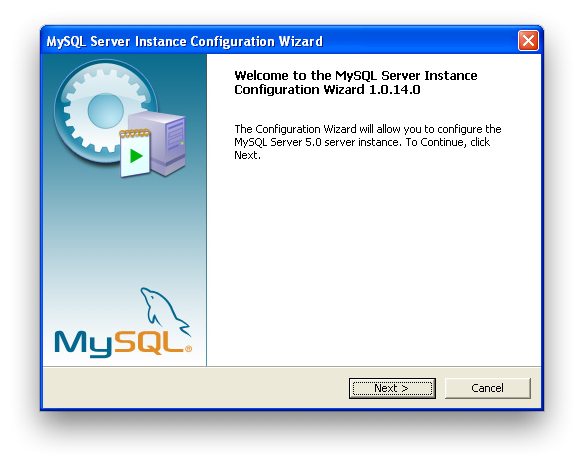 MySQL Server Instance Configuration Wizard
Welcome to the MySQL Server Instance
Configuration Wizard 1.0.14.0
The Configuration Wizard will allow you to configure the
MySQL Server 5.0 server instance. To Continue, click
Next.
MySQL®
Next >
Cancel